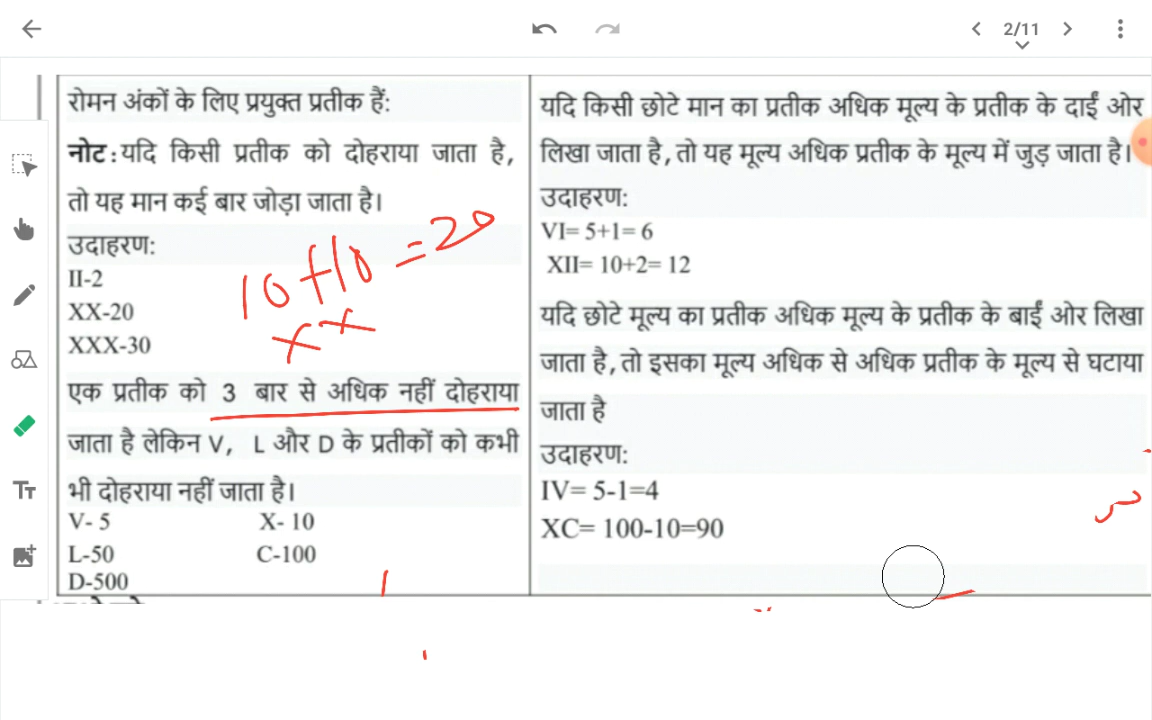 2/11
रोमन अंकों के लिए प्रयुक्त प्रतीक हैं:
नोट:यदि किसी प्रतीक को दोहराया जाता है,
तो यह मान कई बार जोड़ा जाता है।
उदाहरण:
II-2
XX-20
XXX-30
10+10=20
XX
एक प्रतीक को 3 बार से अधिक नहीं दोहराया
जाता है लेकिन V, L और D के प्रतीकों को कभी
भी दोहराया नहीं जाता है।
V- 5 X- 10
L-50 C-100
D-500
यदि किसी छोटे मान का प्रतीक अधिक मूल्य के प्रतीक के दाईं ओर
लिखा जाता है, तो यह मूल्य अधिक प्रतीक के मूल्य में जुड़ जाता है।
उदाहरण:
VI= 5+1= 6
XII= 10+2= 12
यदि छोटे मूल्य का प्रतीक अधिक मूल्य के प्रतीक के बाईं ओर लिखा
जाता है, तो इसका मूल्य अधिक से अधिक प्रतीक के मूल्य से घटाया
जाता है
उदाहरण:
IV= 5-1=4
XC= 100-10=90
Tт